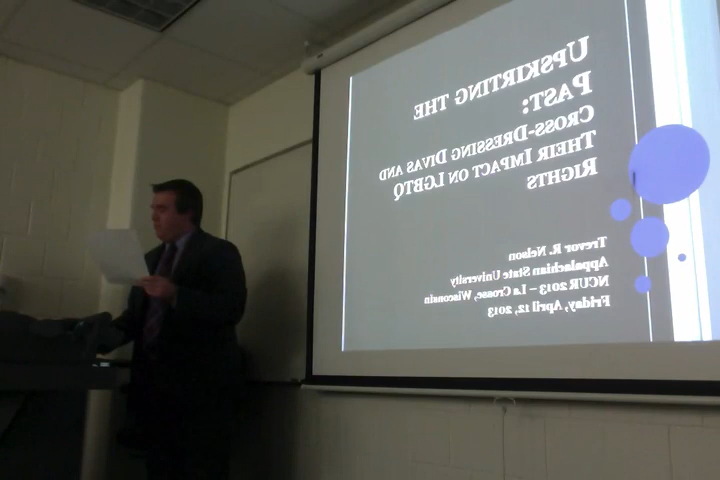 Upskirting the
Past:
Cross-Dressing Divas and
Their Impact on LGBTQ
Rights
Trevor R. Nelson
Appalachian State University
NCUR 2013 – La Crosse, Wisconsin
Friday, April 12, 2013